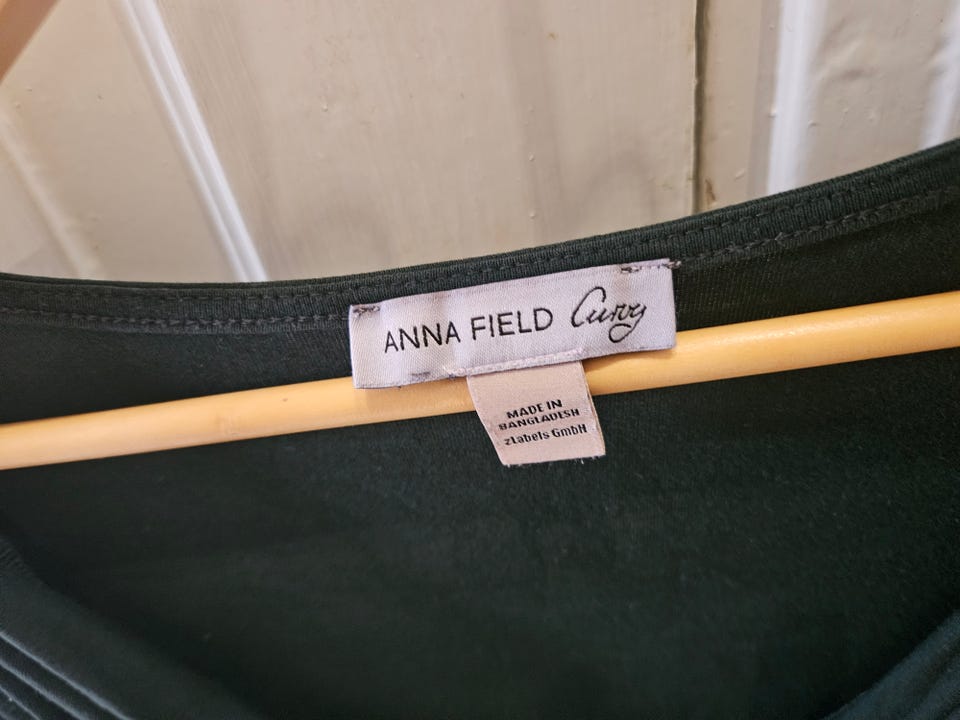 ANNA FIELD Curvy
MADE IN
BANGLADESH
zLabels GmbH